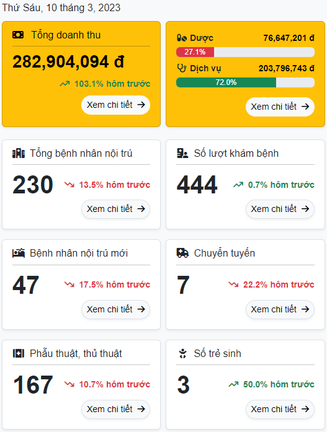 Thứ Sáu, 10 tháng 3, 2023
Tổng doanh thu
282,904,094 đ
103.1% hôm trước
Xem chi tiết
Dược 76,647,201 đ
27.1%
Dịch vụ 203,796,743 đ
72.0%
Xem chi tiết
Tổng bệnh nhân nội trú
230 13.5% hôm trước
Xem chi tiết
Số lượt khám bệnh
444 0.7% hôm trước
Xem chi tiết
Bệnh nhân nội trú mới
47 17.5% hôm trước
Xem chi tiết
Chuyển tuyến
7 22.2% hôm trước
Xem chi tiết
Phẫu thuật, thủ thuật
167 10.7% hôm trước
Xem chi tiết
Số trẻ sinh
3 50.0% hôm trước
Xem chi tiết